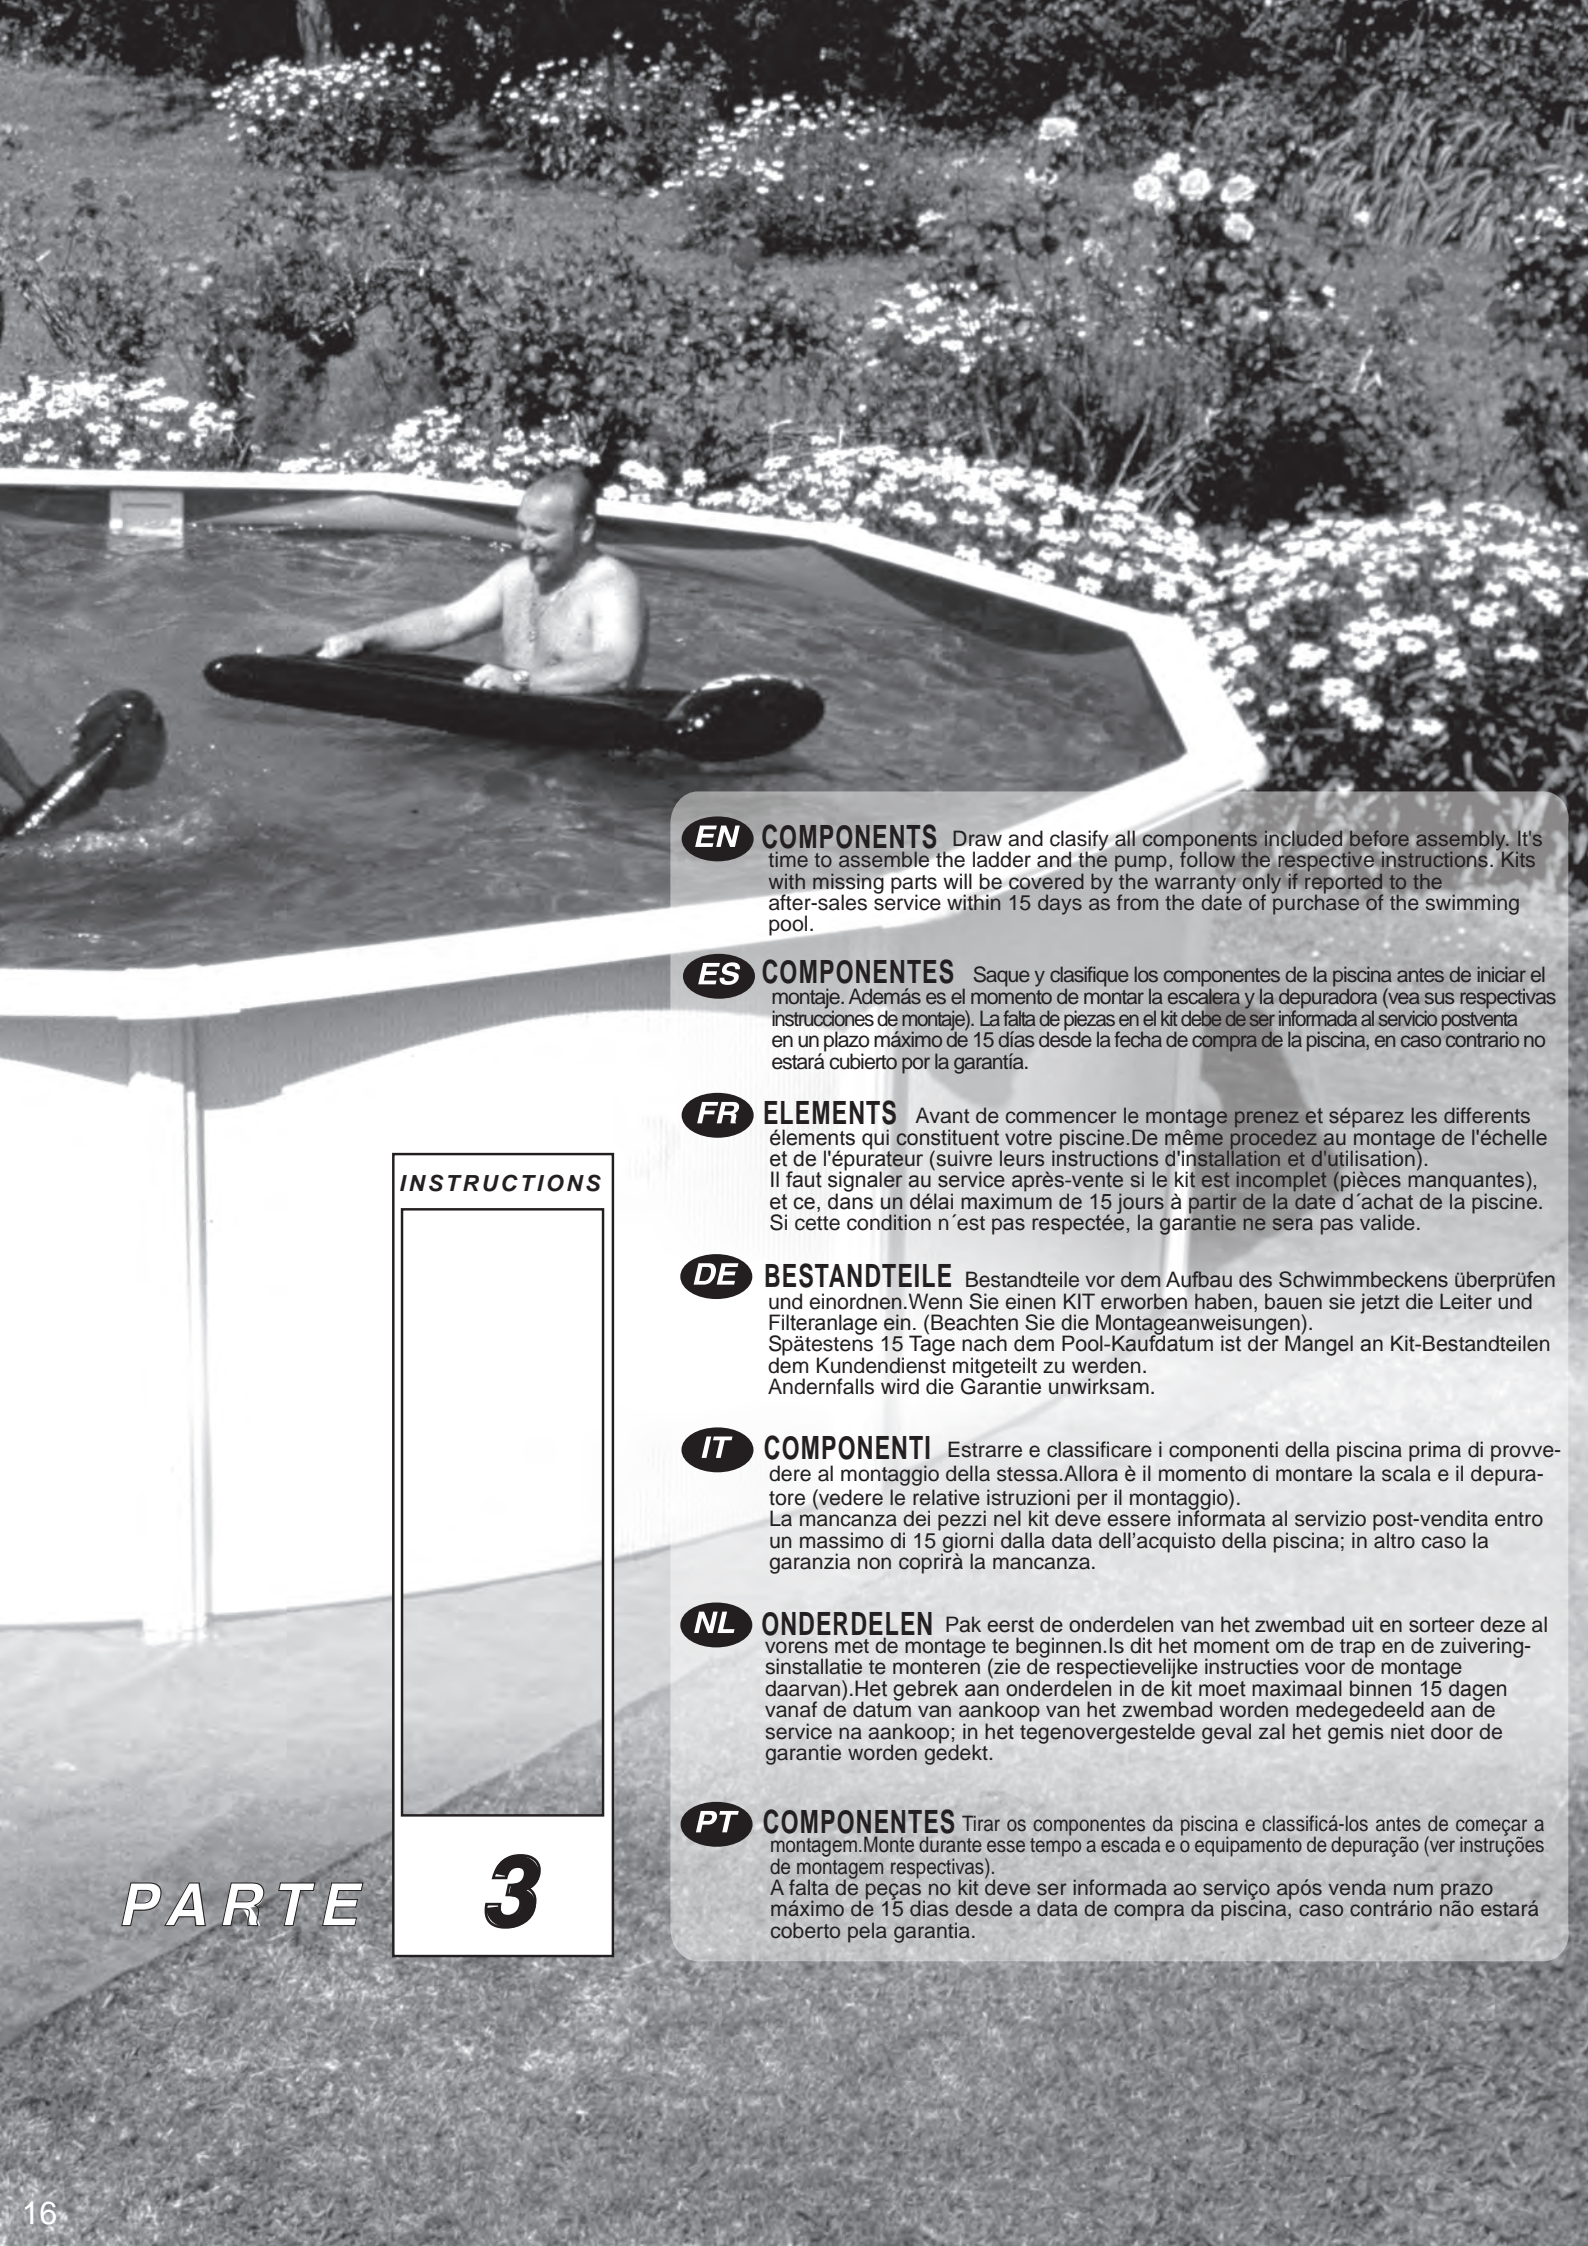 EN COMPONENTS Draw and clasify all components included before assembly. It's
time to assemble the ladder and the pump, follow the respective instructions. Kits
with missing parts will be covered by the warranty only if reported to the
after-sales service within 15 days as from the date of purchase of the swimming
pool.
ES COMPONENTES Saque y clasifique los componentes de la piscina antes de iniciar el
montaje. Además es el momento de montar la escalera y la depuradora (vea sus respectivas
instrucciones de montaje). La falta de piezas en el kit debe de ser informada al servicio postventa
en un plazo máximo de 15 días desde la fecha de compra de la piscina, en caso contrario no
estará cubierto por la garantía.
FR ELEMENTS Avant de commencer le montage prenez et séparez les differents
élements qui constituent votre piscine.De même procedez au montage de l'échelle
et de l'épurateur (suivre leurs instructions d'installation et d'utilisation).
Il faut signaler au service après-vente si le kit est incomplet (pièces manquantes),
et ce, dans un délai maximum de 15 jours à partir de la date d´achat de la piscine.
Si cette condition n´est pas respectée, la garantie ne sera pas valide.
DE BESTANDTEILE Bestandteile vor dem Aufbau des Schwimmbeckens überprüfen
und einordnen.Wenn Sie einen KIT erworben haben, bauen sie jetzt die Leiter und
Filteranlage ein. (Beachten Sie die Montageanweisungen).
Spätestens 15 Tage nach dem Pool-Kaufdatum ist der Mangel an Kit-Bestandteilen
dem Kundendienst mitgeteilt zu werden.
Andernfalls wird die Garantie unwirksam.
IT COMPONENTI Estrarre e classificare i componenti della piscina prima di provve-
dere al montaggio della stessa.Allora è il momento di montare la scala e il depura-
tore (vedere le relative istruzioni per il montaggio).
La mancanza dei pezzi nel kit deve essere informata al servizio post-vendita entro
un massimo di 15 giorni dalla data dell’acquisto della piscina; in altro caso la
garanzia non coprirà la mancanza.
NL ONDERDELEN Pak eerst de onderdelen van het zwembad uit en sorteer deze al
vorens met de montage te beginnen.Is dit het moment om de trap en de zuivering-
sinstallatie te monteren (zie de respectievelijke instructies voor de montage
daarvan).Het gebrek aan onderdelen in de kit moet maximaal binnen 15 dagen
vanaf de datum van aankoop van het zwembad worden medegedeeld aan de
service na aankoop; in het tegenovergestelde geval zal het gemis niet door de
garantie worden gedekt.
PT COMPONENTES Tirar os componentes da piscina e classificá-los antes de começar a
montagem.Monte durante esse tempo a escada e o equipamento de depuração (ver instruções
de montagem respectivas).
A falta de peças no kit deve ser informada ao serviço após venda num prazo
máximo de 15 dias desde a data de compra da piscina, caso contrário não estará
coberto pela garantia.
INSTRUCTIONS
PARTE 3
16